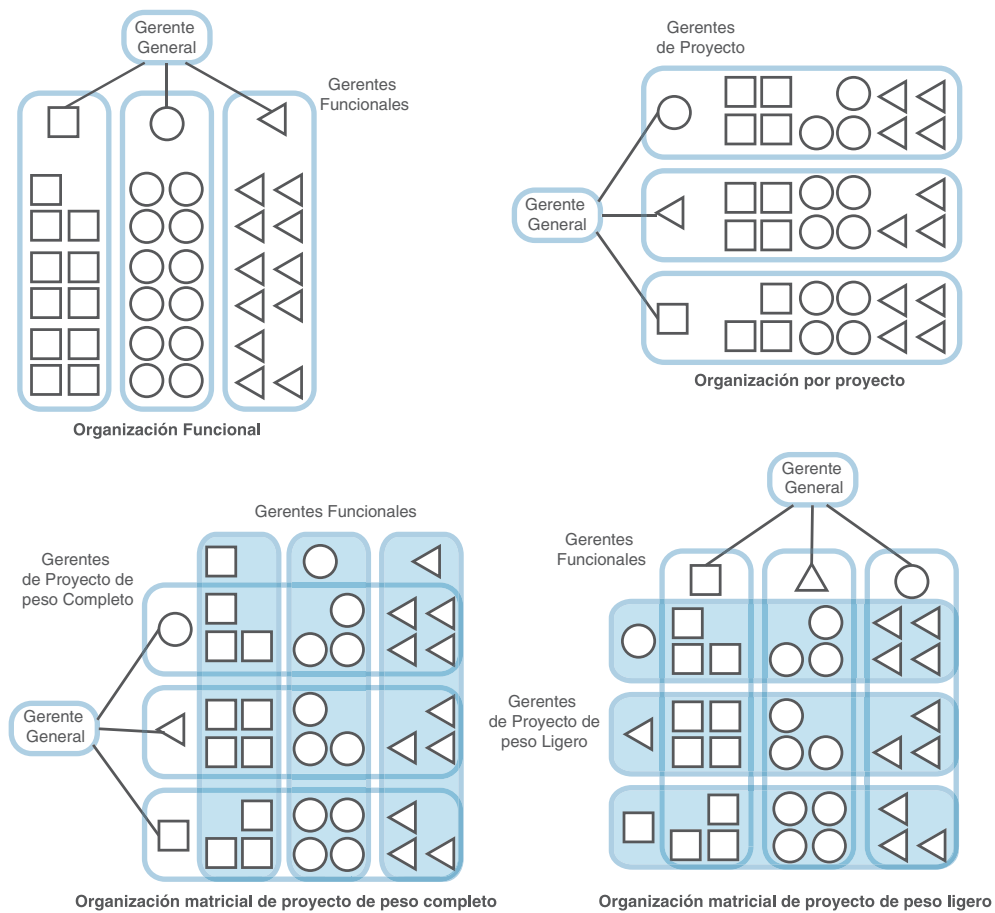 Gerente
General
Gerentes
Funcionales
Organización Funcional
Gerentes
de Proyecto
Gerente
General
Organización por proyecto
Gerentes Funcionales
Gerentes
de Proyecto de
peso Completo
Gerente
General
Organización matricial de proyecto de peso completo
Gerente
General
Gerentes
Funcionales
Gerentes
de Proyecto de
peso Ligero
Organización matricial de proyecto de peso ligero